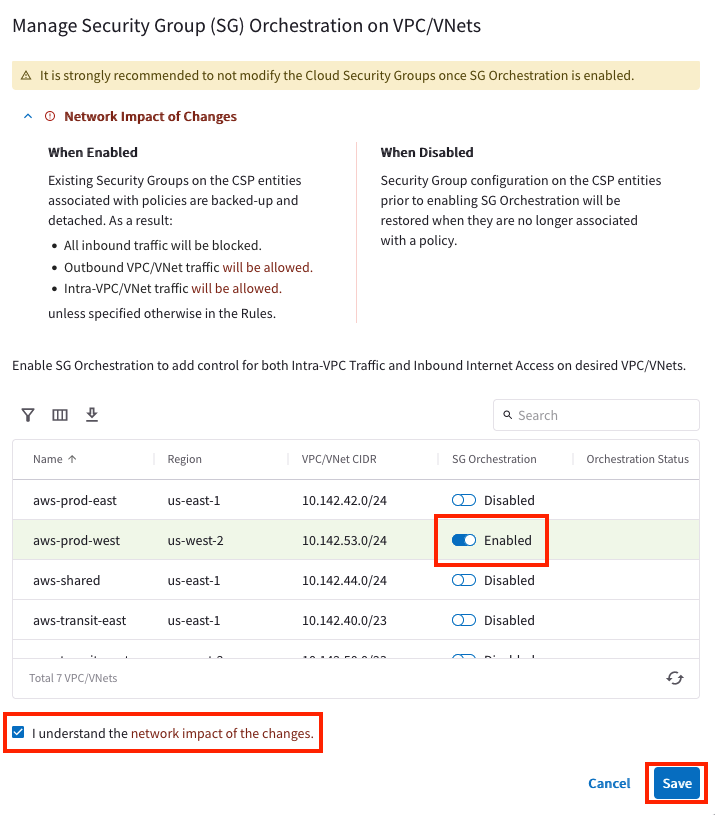 Manage Security Group (SG) Orchestration on VPC/VNets
It is strongly recommended to not modify the Cloud Security Groups once SG Orchestration is enabled.
Network Impact of Changes
When Enabled
Existing Security Groups on the CSP entities
associated with policies are backed-up and
detached. As a result:
• All inbound traffic will be blocked.
• Outbound VPC/VNet traffic will be allowed.
• Intra-VPC/VNet traffic will be allowed.
unless specified otherwise in the Rules.
When Disabled
Security Group configuration on the CSP entities
prior to enabling SG Orchestration will be
restored when they are no longer associated
with a policy.
Enable SG Orchestration to add control for both Intra-VPC Traffic and Inbound Internet Access on desired VPC/VNets.
Search
Name Region VPC/VNet CIDR SG Orchestration Orchestration Status
aws-prod-east us-east-1 10.142.42.0/24 Disabled
aws-prod-west us-west-2 10.142.53.0/24 Enabled
aws-shared us-east-1 10.142.44.0/24 Disabled
aws-transit-east us-east-1 10.142.40.0/23 Disabled
Total 7 VPC/VNets
I understand the network impact of the changes.
Cancel Save